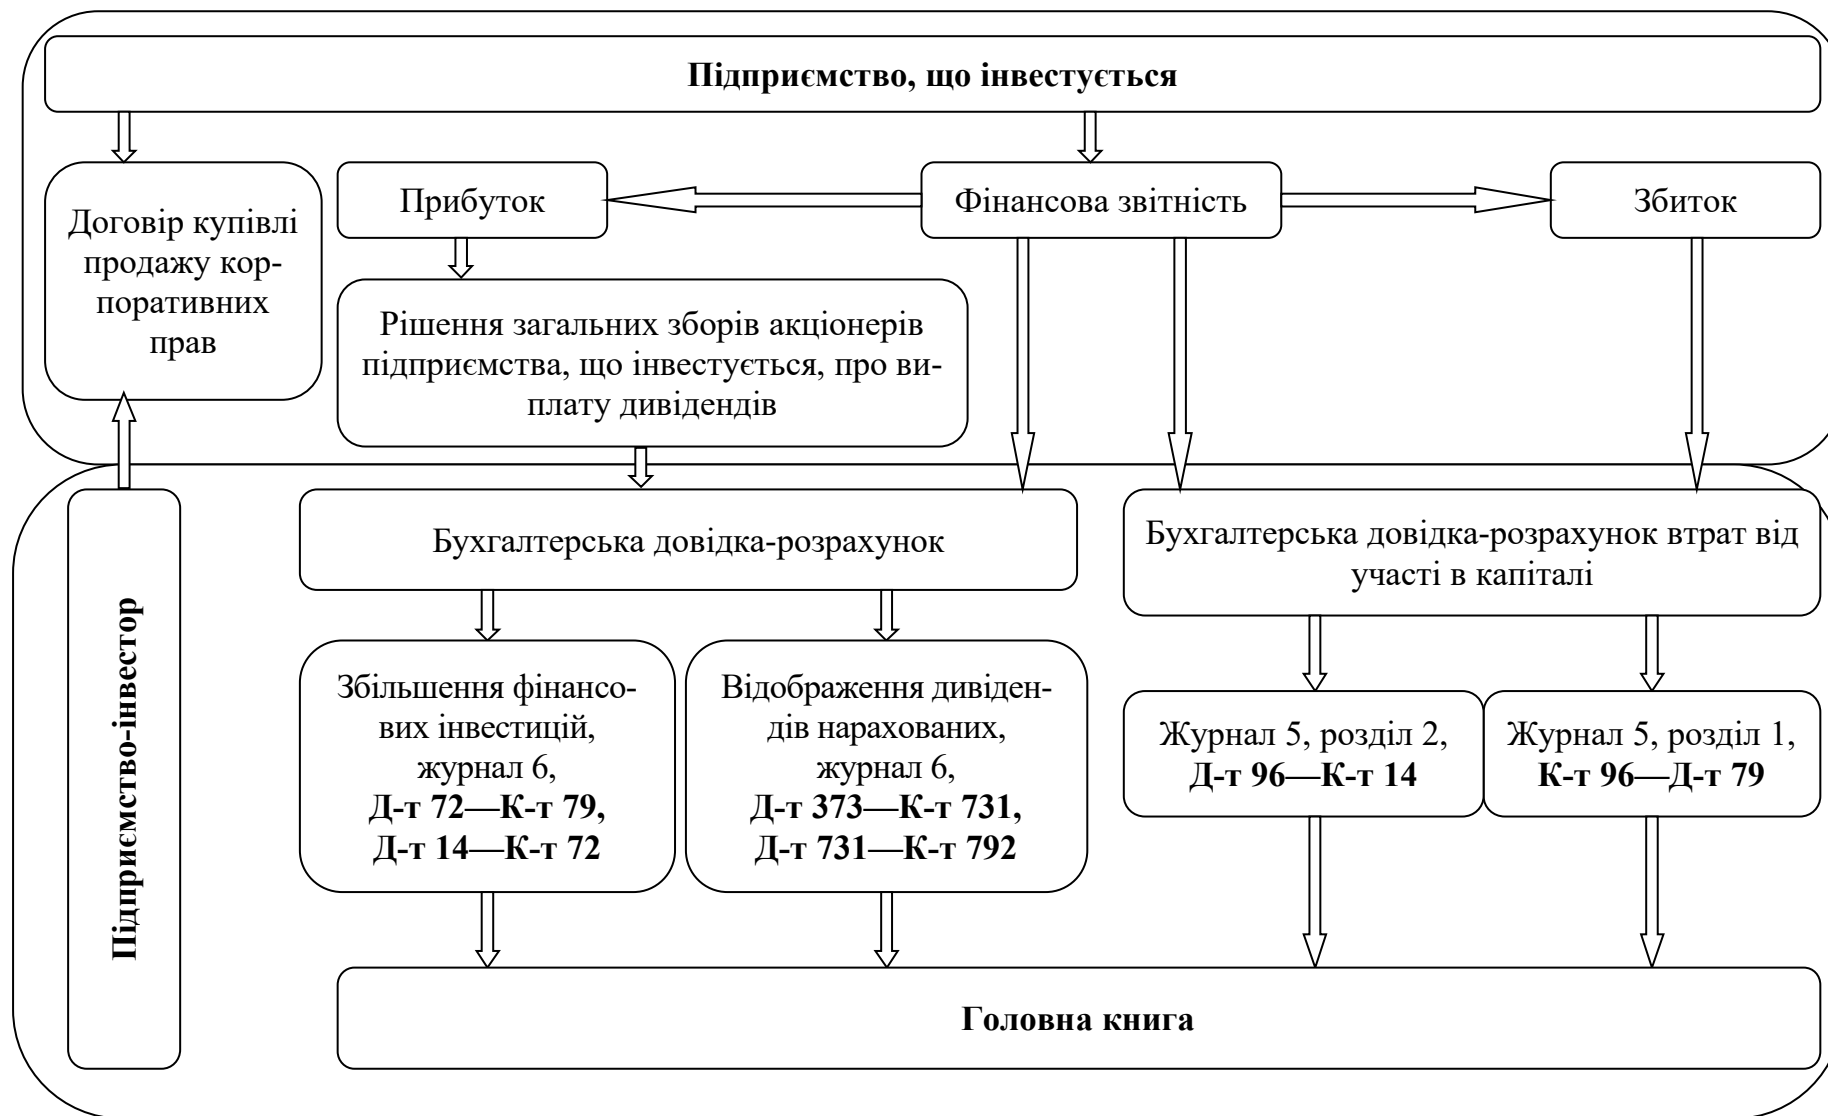 Підприємство, що інвестується
Договір купівлі
продажу кор-
поративних
прав
Прибуток
Фінансова звітність
Збиток
Рішення загальних зборів акціонерів
підприємства, що інвестується, про ви-
плату дивідендів
Підприємство-інвестор
Бухгалтерська довідка-розрахунок
Бухгалтерська довідка-розрахунок втрат від
участі в капіталі
Збільшення фінансо-
вих інвестицій,
журнал 6,
Д-т 72—К-т 79,
Д-т 14—К-т 72
Відображення дивіден-
дів нарахованих,
журнал 6,
Д-т 373—К-т 731,
Д-т 731—К-т 792
Журнал 5, розділ 2,
Д-т 96—К-т 14
Журнал 5, розділ 1,
К-т 96—Д-т 79
Головна книга